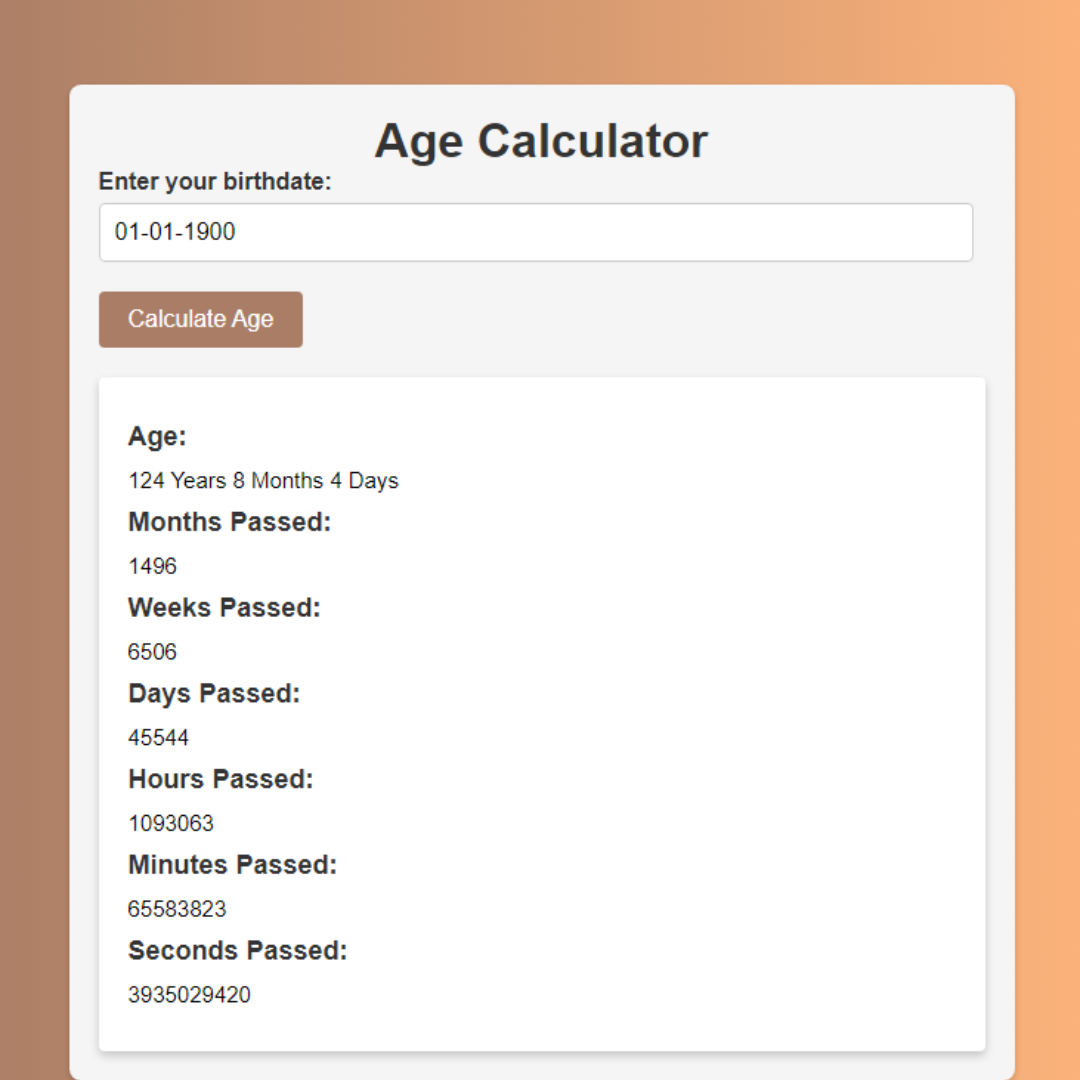 Age Calculator
Enter your birthdate:
01-01-1900
Calculate Age
Age:
124 Years 8 Months 4 Days
Months Passed:
1496
Weeks Passed:
6506
Days Passed:
45544
Hours Passed:
1093063
Minutes Passed:
65583823
Seconds Passed:
3935029420